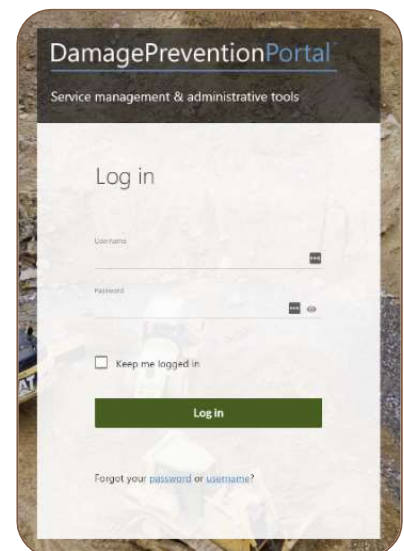 DamagePreventionPortal
Service management & administrative tools
Log in
Username
Password
Keep me logged in
Log in
Forgot your password or username?